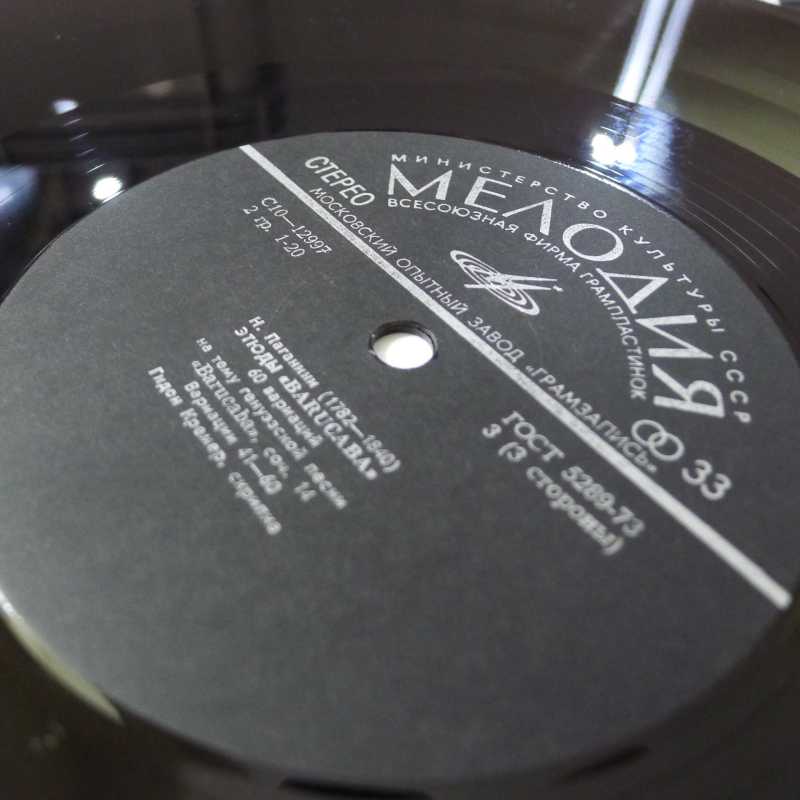 МИНИСТЕРСТВО КУЛЬТУРЫ СССР
МЕЛОДИЯ
ВСЕСОЮЗНАЯ ФИРМА ГРАМПЛАСТИНОК
СТЕРЕО
33
МОСКОВСКИЙ ОПЫТНЫЙ ЗАВОД «ГРАМЗАПИСЬ»
С10—12997
2 гр. 1-20
ГОСТ 5289-73
3 (3 стороны)
Н. Паганини (1782—1840)
ЭТЮДЫ «BARUCABA»
60 вариаций
на тему генуэзской песни
«Barucaba», соч. 14
Вариации 41—60
Гидон Кремер, скрипка